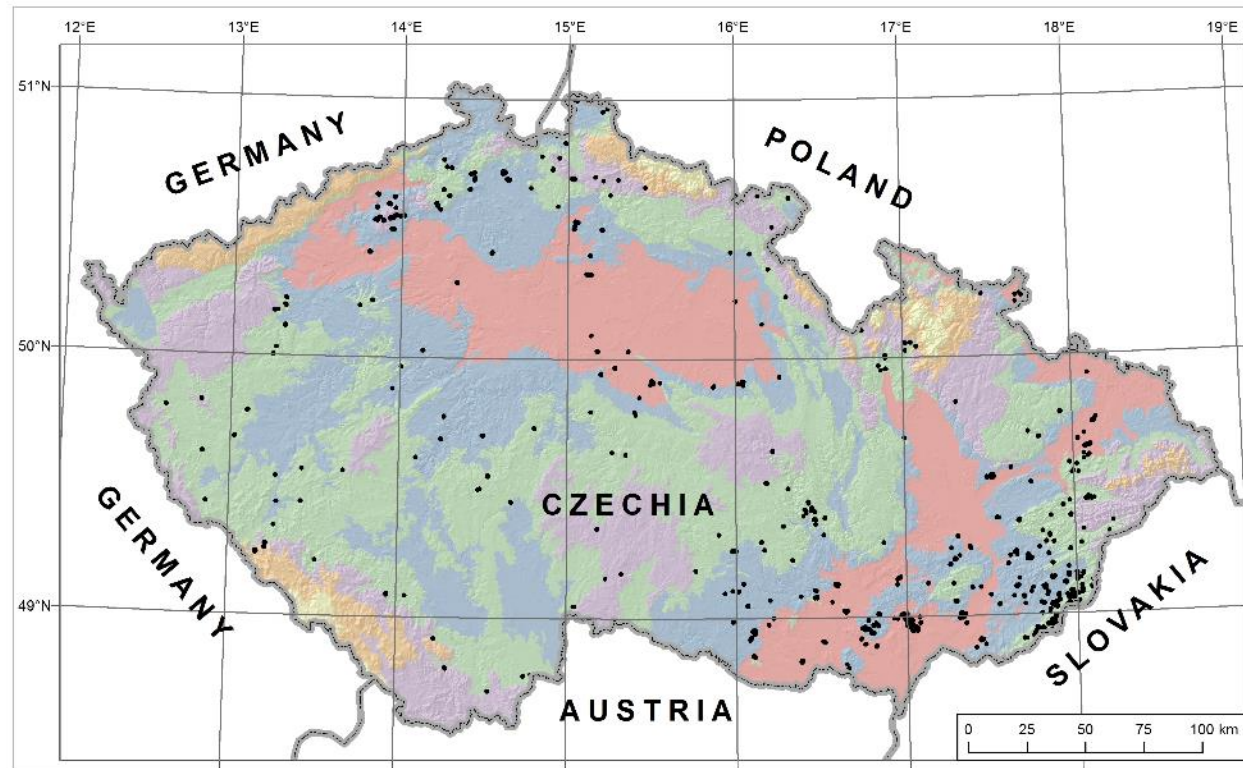 12°E 13°E 14°E 15°E 16°E 17°E 18°E 19°E
51°N
GERMANY
POLAND
50°N
GERMANY
CZECHIA
49°N
SLOVAKIA
AUSTRIA
0 25 50 75 100 km